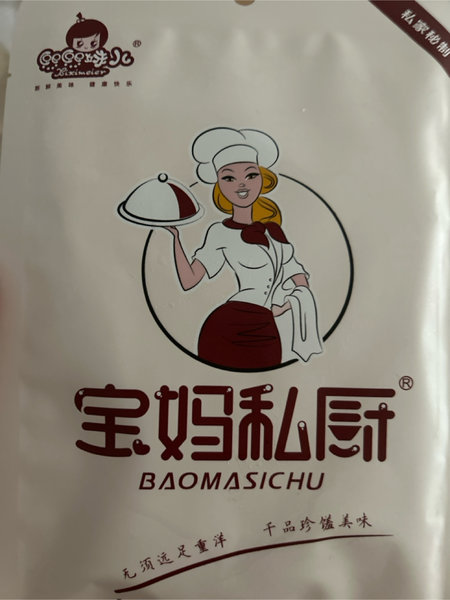 ®
Biximeier
新鲜美味 健康快乐
私家秘制
宝妈私厨®
BAOMASICHU
无须远足重洋 千品珍馐美味